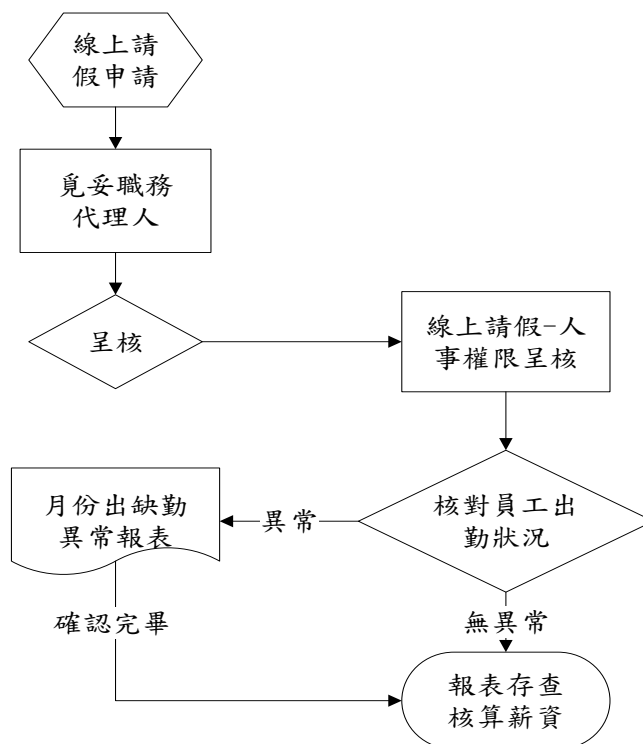 線上請
假申請
覓妥職務
代理人
呈核
線上請假-人
事權限呈核
核對員工出
勤狀況
異常
月份出缺勤
異常報表
確認完畢
無異常
報表存查
核算薪資